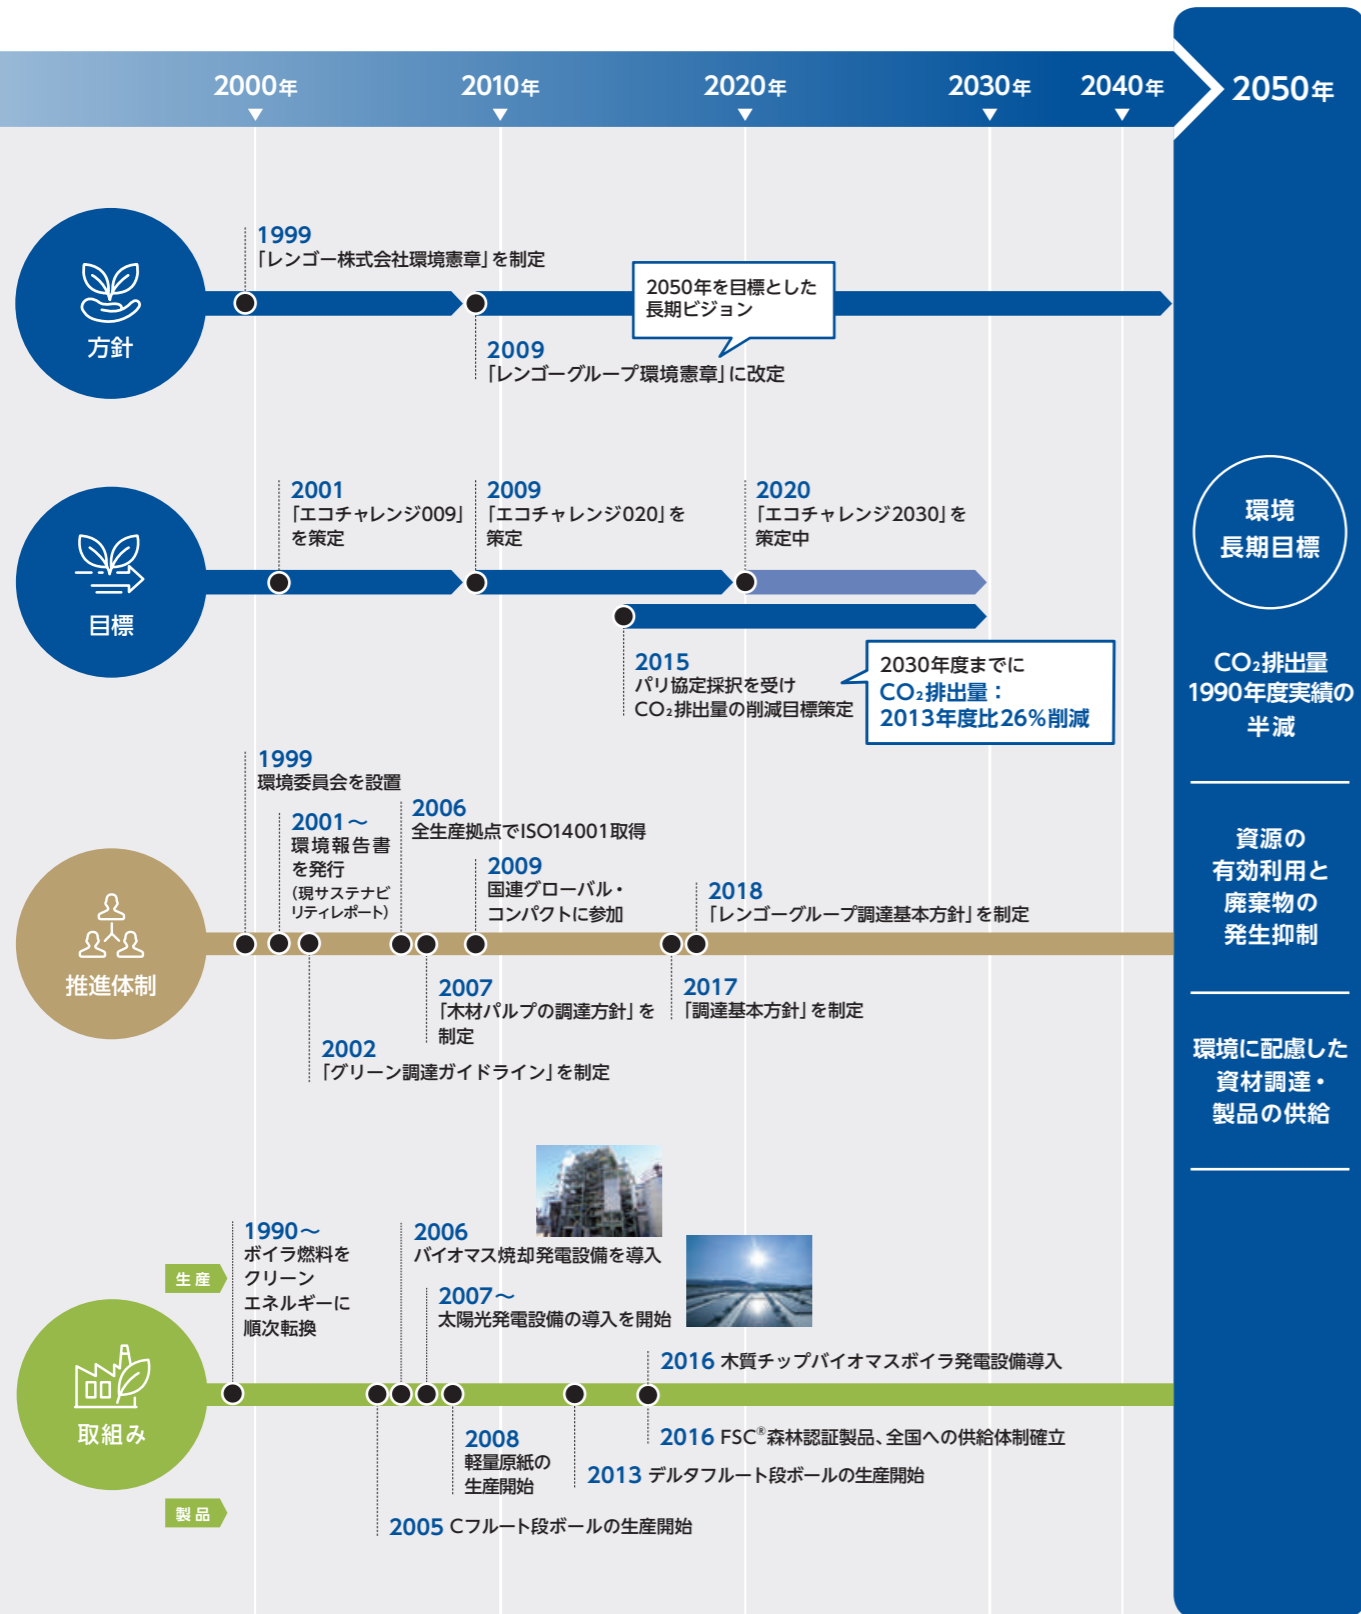 2000年
2010年
2020年
2030年
2040年
2050年
方針
1999
「レンゴー株式会社環境憲章」を制定
2050年を目標とした
長期ビジョン
2009
「レンゴーグループ環境憲章」に改定
目標
2001
「エコチャレンジ009」
を策定
2009
「エコチャレンジ020」を
策定
2020
「エコチャレンジ2030」を
策定中
2015
パリ協定採択を受け
CO₂排出量の削減目標策定
2030年度までに
CO₂排出量：
2013年度比26%削減
推進体制
1999
環境委員会を設置
2001～
環境報告書
を発行
（現サステナビ
リティレポート）
2006
全生産拠点でISO14001取得
2009
国連グローバル・
コンパクトに参加
2018
「レンゴーグループ調達基本方針」を制定
2007
「木材パルプの調達方針」を
制定
2017
「調達基本方針」を制定
2002
「グリーン調達ガイドライン」を制定
取組み
生産
1990～
ボイラ燃料を
クリーン
エネルギーに
順次転換
2006
バイオマス焼却発電設備を導入
2007～
太陽光発電設備の導入を開始
2016 木質チップバイオマスボイラ発電設備導入
2016 FSC®森林認証製品、全国への供給体制確立
2008
軽量原紙の
生産開始
2013 デルタフルート段ボールの生産開始
製品
2005 Cフルート段ボールの生産開始
環境
長期目標
CO₂排出量
1990年度実績の
半減
資源の
有効利用と
廃棄物の
発生抑制
環境に配慮した
資材調達・
製品の供給